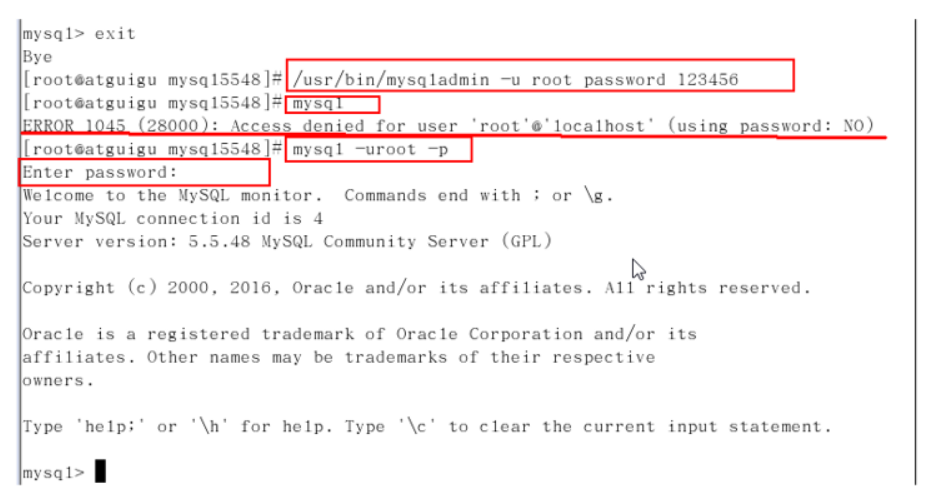 mysql> exit
Bye
[root@atguigu mysql5548]# /usr/bin/mysqladmin -u root password 123456
[root@atguigu mysql5548]# mysql
ERROR 1045 (28000): Access denied for user 'root'@'localhost' (using password: NO)
[root@atguigu mysql5548]# mysql -uroot -p
Enter password:
Welcome to the MySQL monitor.  Commands end with ; or \g.
Your MySQL connection id is 4
Server version: 5.5.48 MySQL Community Server (GPL)
Copyright (c) 2000, 2016, Oracle and/or its affiliates. All rights reserved.
Oracle is a registered trademark of Oracle Corporation and/or its
affiliates. Other names may be trademarks of their respective
owners.
Type 'help;' or '\h' for help. Type '\c' to clear the current input statement.
mysql>